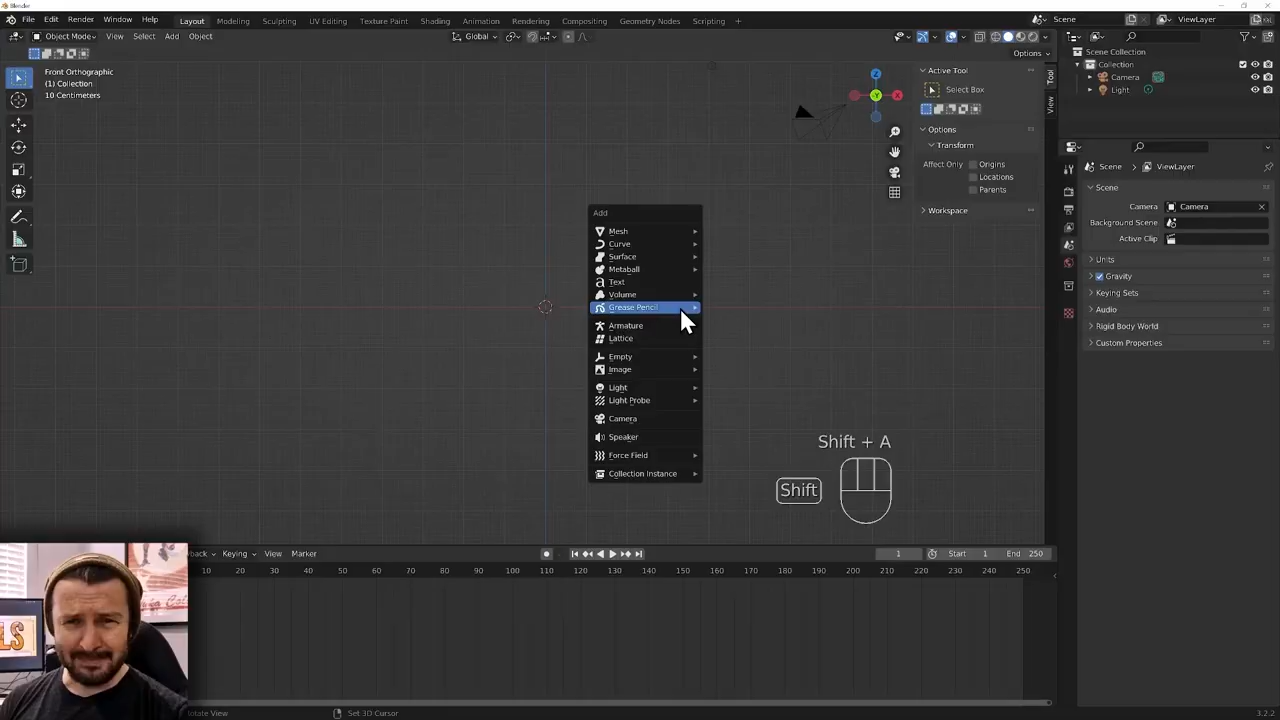 Blender
File Edit Render Window Help Layout Modeling Sculpting UV Editing Texture Paint Shading Animation Rendering Compositing Geometry Nodes Scripting + Scene ViewLayer
Object Mode View Select Add Object Global
Options
Front Orthographic
(1) Collection
10 Centimeters
Z
Y
X
Active Tool
Select Box
Options
Transform
Affect Only Origins
Locations
Parents
Workspace
Tool
View
Scene Collection
Collection
Camera
Light
Scene ViewLayer
Scene
Camera Camera
Background Scene
Active Clip
Units
Gravity
Keying Sets
Audio
Rigid Body World
Custom Properties
Add
Mesh
Curve
Surface
Metaball
Text
Volume
Grease Pencil
Armature
Lattice
Empty
Image
Light
Light Probe
Camera
Speaker
Force Field
Collection Instance
Shift + A
Shift
Keying View Marker
1 Start 1 End 250
10 20 30 40 50 60 70 80 90 100 110 120 130 140 150 160 170 180 190 200 210 220 230 240 250
Set 3D Cursor
3.2.2